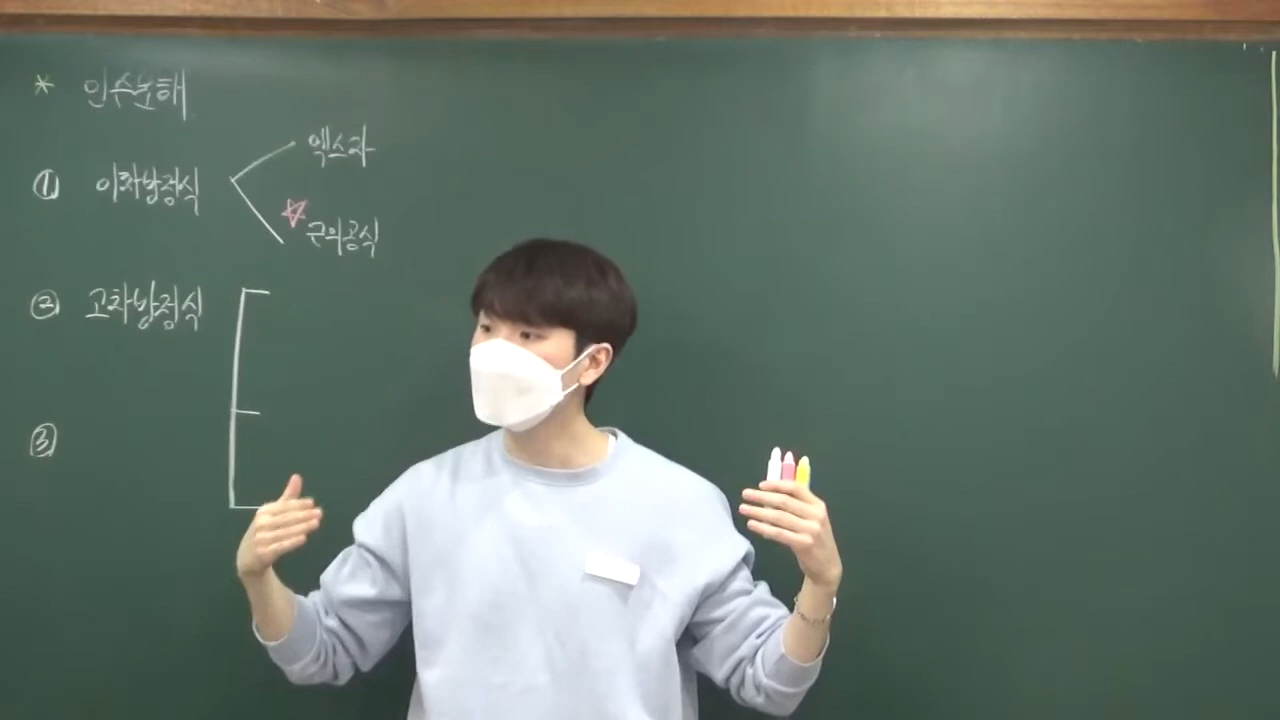 * 인수분해
① 이차방정식
엑스자
☆ 근의공식
② 고차방정식
③